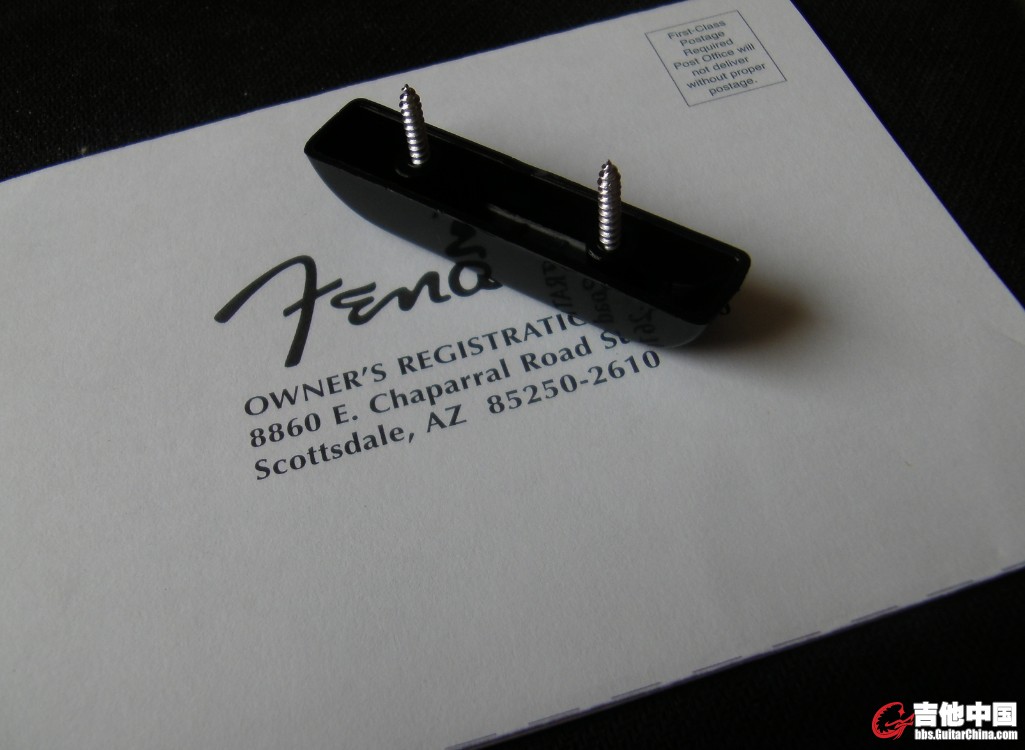 First-Class
Postage
Required
Post Office will
not deliver
without proper
postage.
Fend
OWNER'S REGISTRATIO
8860 E. Chaparral Road
Scottsdale, AZ 85250-2610
吉他中国
bbs.GuitarChina.com